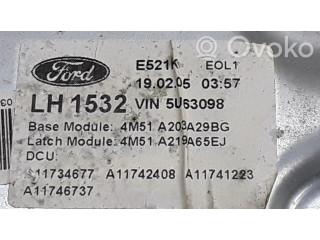 ovoko
Ford
E521K EOL1
19.02.05 03:57
LH 1532 VIN 5U63098
Base Module: 4M51 A203A29BG
Latch Module: 4M51 A219A65EJ
DCU:
A11734677 A11742408 A11741223
A11746737